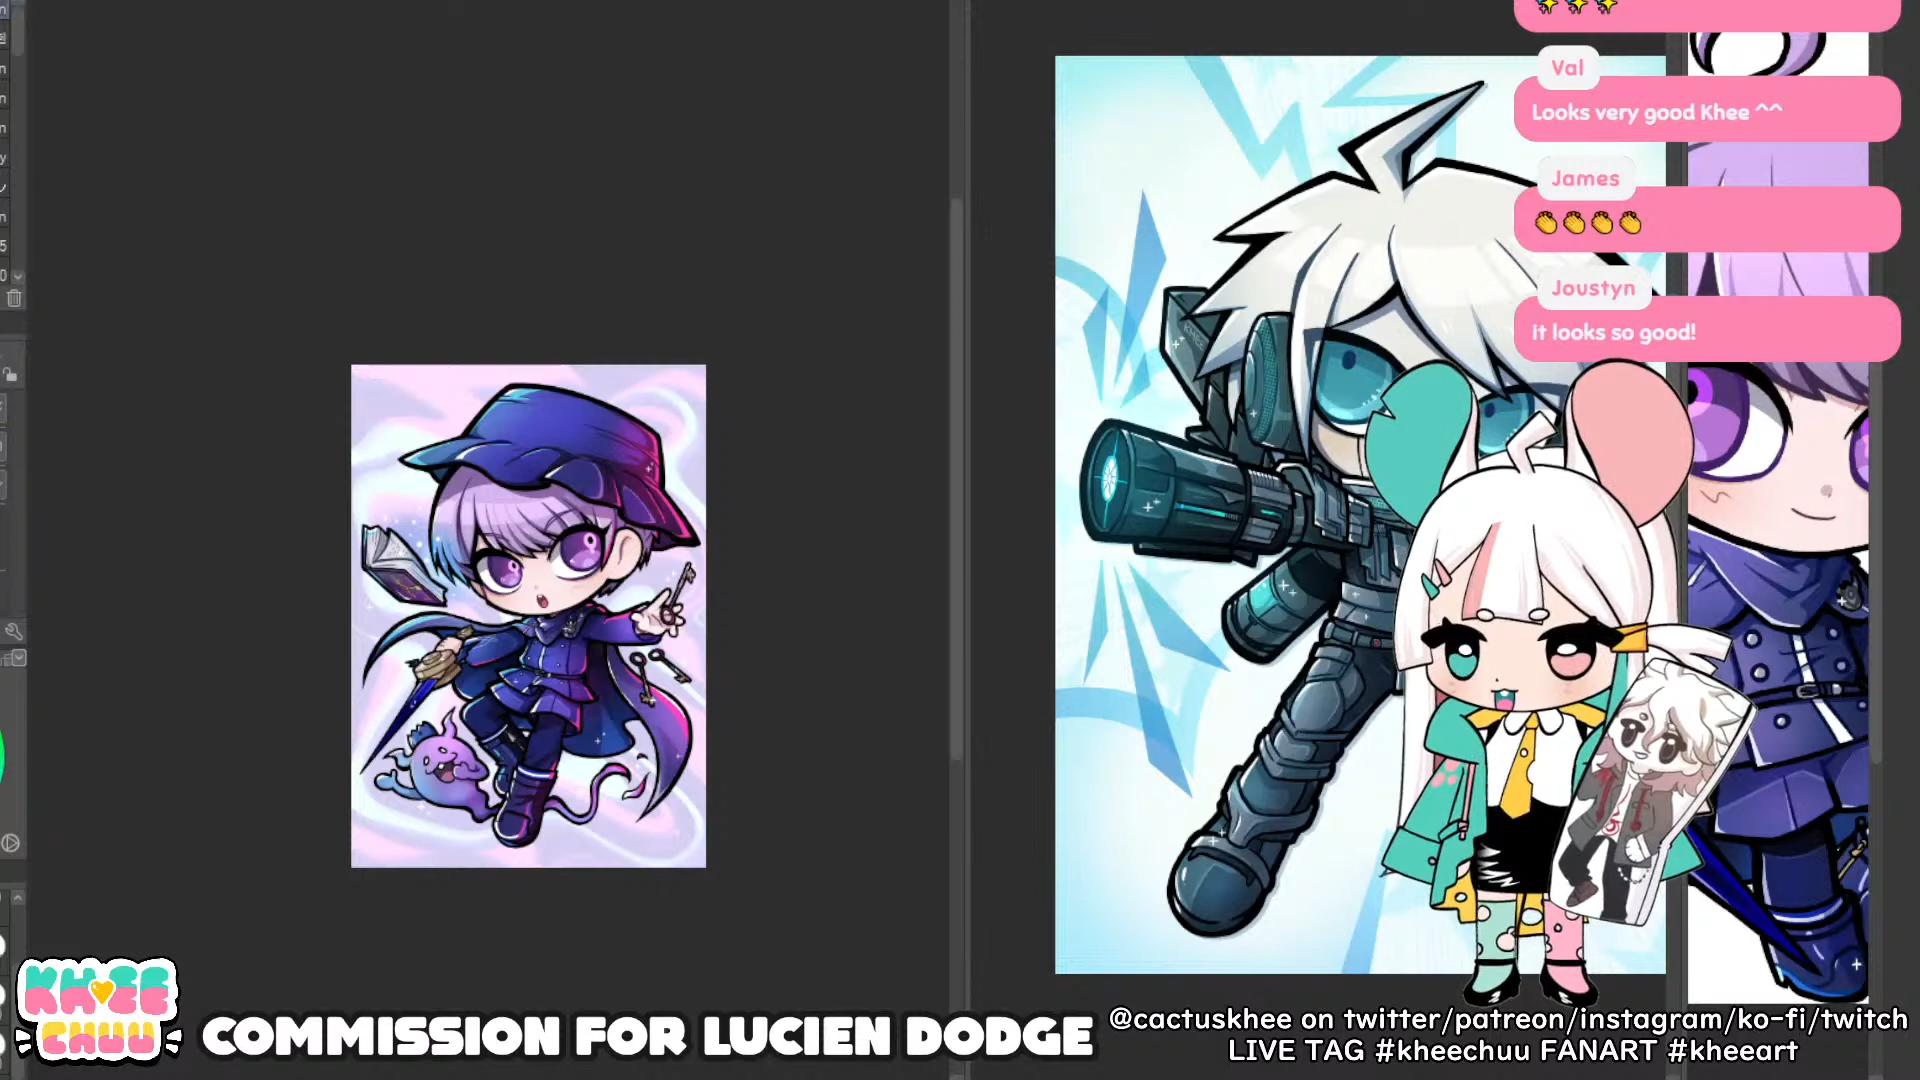 Val
Looks very good Khee ^^
James
👏👏👏👏
Joustyn
it looks so good!
KHEE
KHEE
CHUU
COMMISSION FOR LUCIEN DODGE
@cactuskhee on twitter/patreon/instagram/ko-fi/twitch
LIVE TAG #kheechuu FANART #kheeart